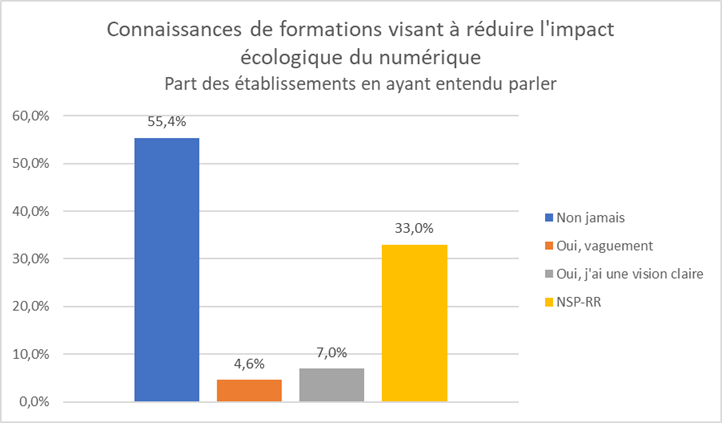 Connaissances de formations visant à réduire l'impact
écologique du numérique
Part des établissements en ayant entendu parler
60,0%
50,0%
40,0%
30,0%
20,0%
10,0%
0,0%
55,4%
4,6%
7,0%
33,0%
Non jamais
Oui, vaguement
Oui, j'ai une vision claire
NSP-RR